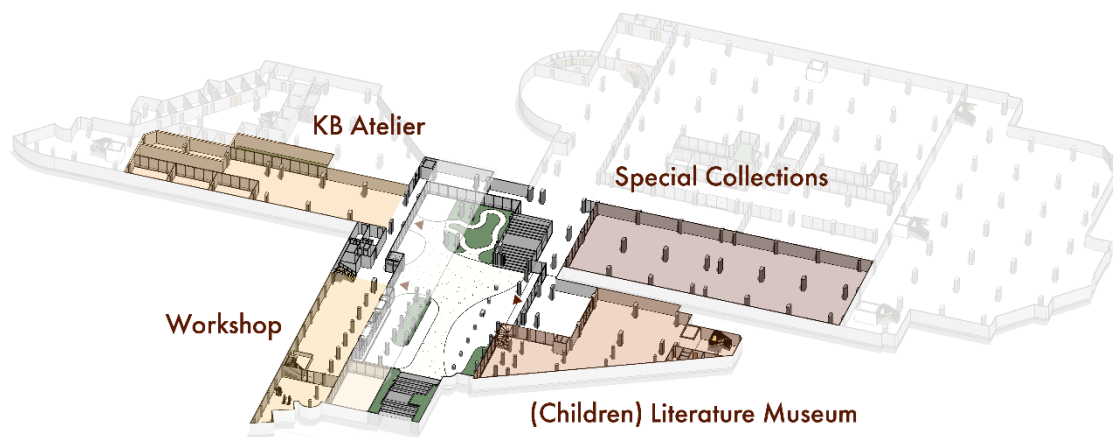 KB Atelier
Special Collections
Workshop
(Children) Literature Museum